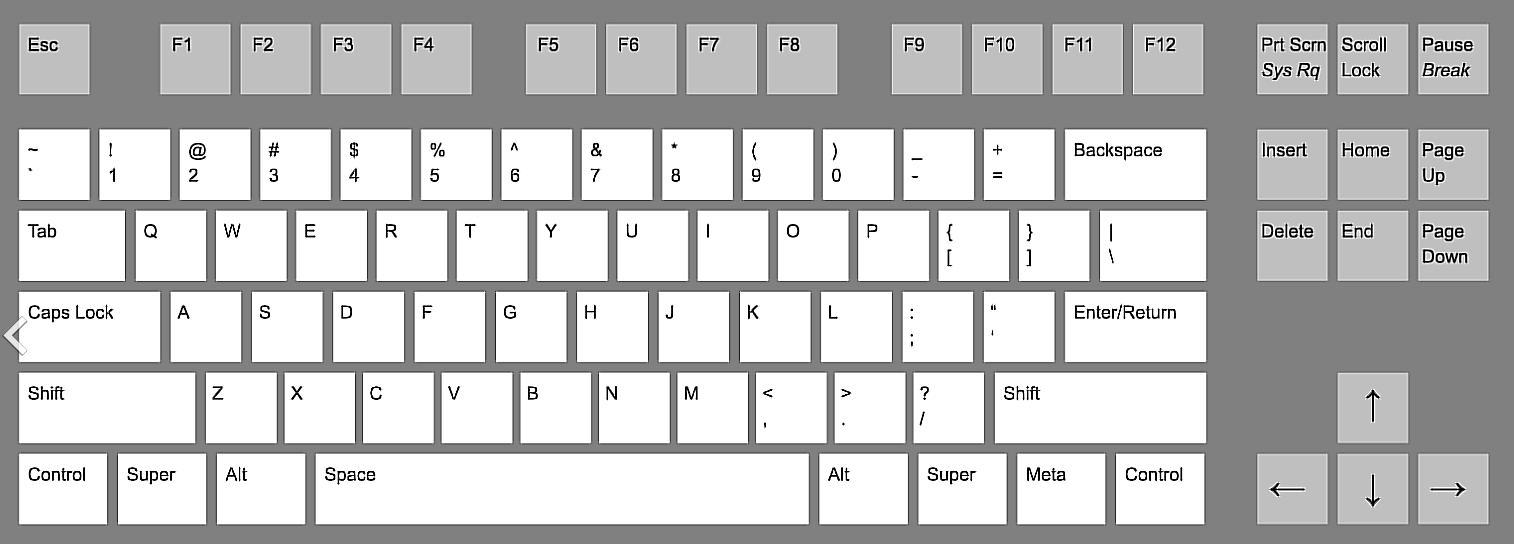 Esc F1 F2 F3 F4 F5 F6 F7 F8 F9 F10 F11 F12 Prt Scrn Scroll Pause
Sys Rq Lock Break
~ ! @ # $ % ^ & * ( ) _ + Backspace Insert Home Page
` 1 2 3 4 5 6 7 8 9 0 - = Up
Tab Q W E R T Y U I O P { } | Delete End Page
[ ] \ Down
Caps Lock A S D F G H J K L : " Enter/Return
; '
Shift Z X C V B N M < > ? Shift ↑
, . /
Control Super Alt Space Alt Super Meta Control ← ↓ →